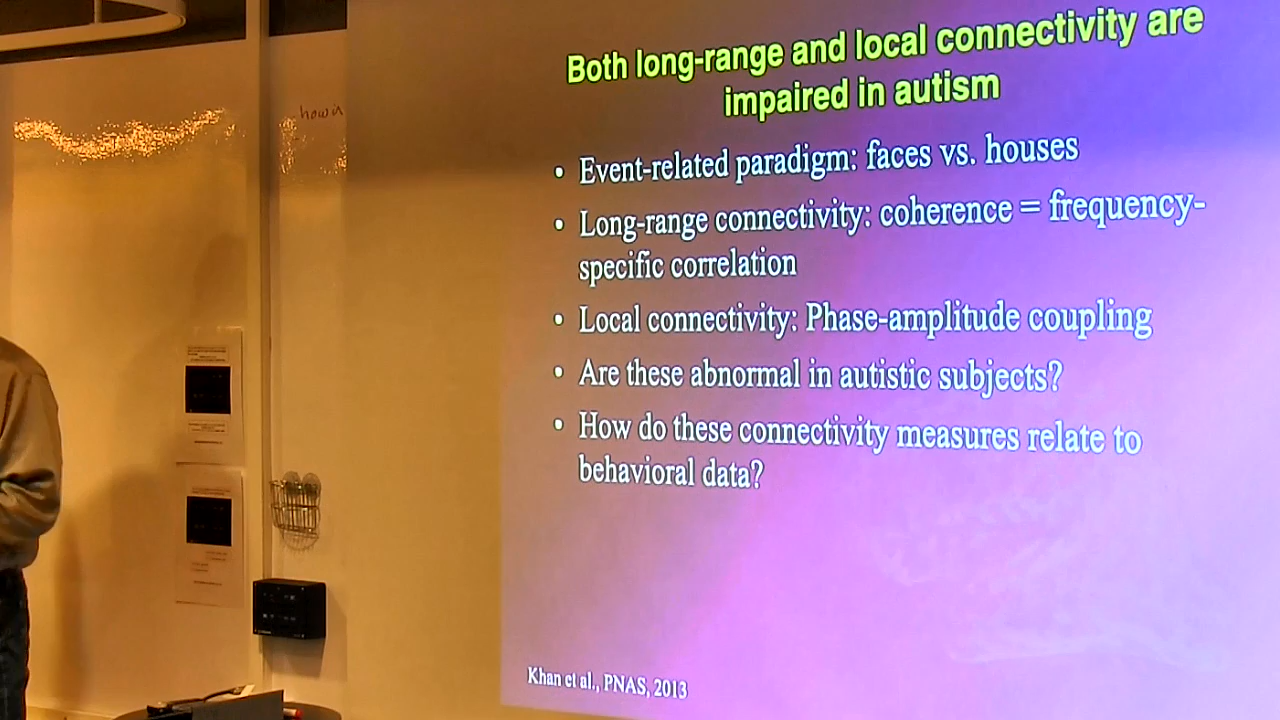 how is
Both long-range and local connectivity are
impaired in autism
• Event-related paradigm: faces vs. houses
• Long-range connectivity: coherence = frequency-
specific correlation
• Local connectivity: Phase-amplitude coupling
• Are these abnormal in autistic subjects?
• How do these connectivity measures relate to
behavioral data?
Khan et al., PNAS, 2013